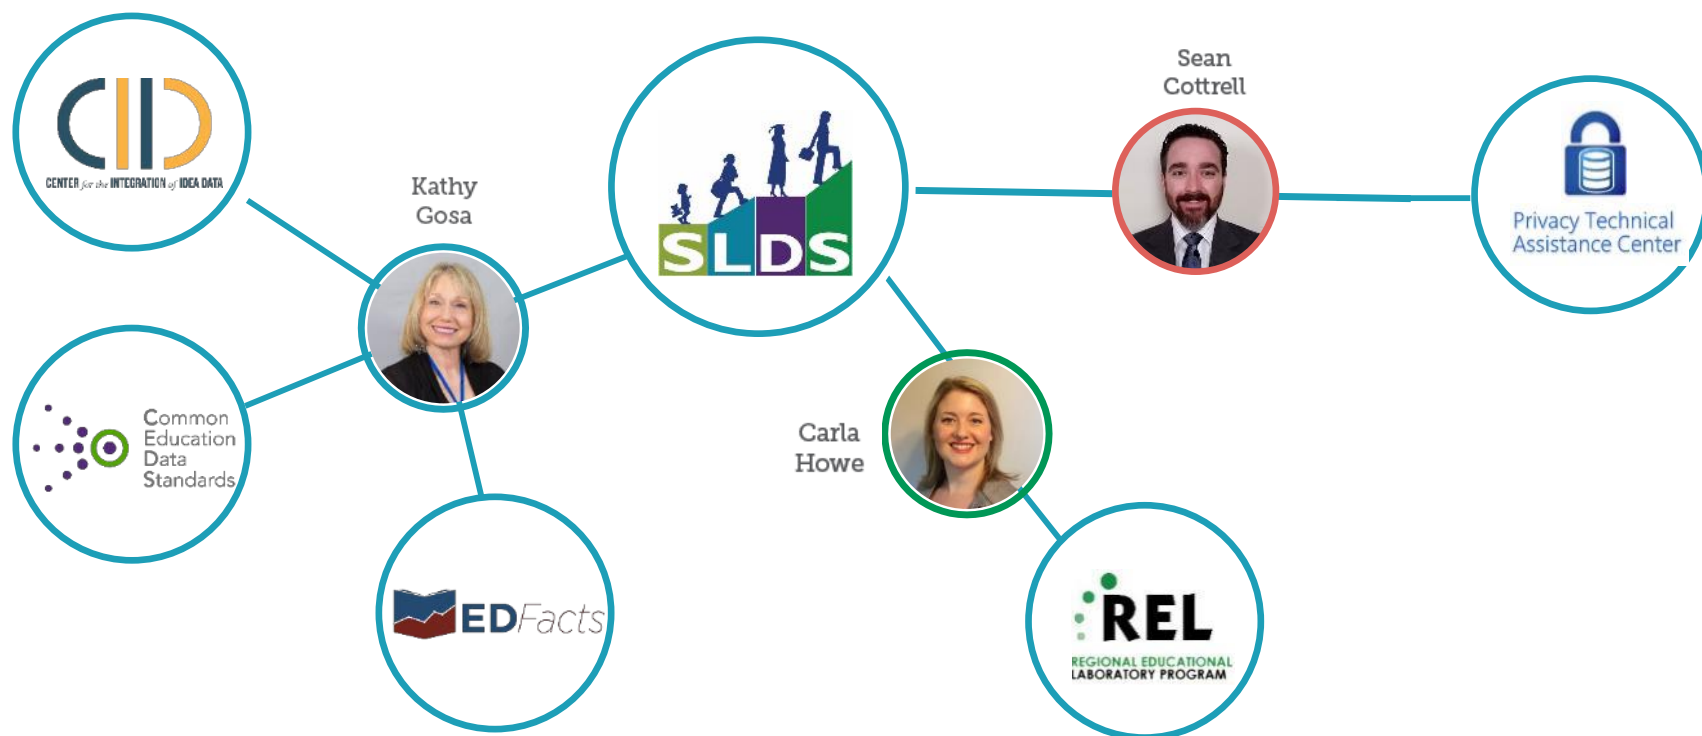 CIID
CENTER for the INTEGRATION of IDEA DATA
Kathy
Gosa
SLDS
Sean
Cottrell
Privacy Technical
Assistance Center
Common
Education
Data
Standards
Carla
Howe
EDFacts
REL
REGIONAL EDUCATIONAL
LABORATORY PROGRAM